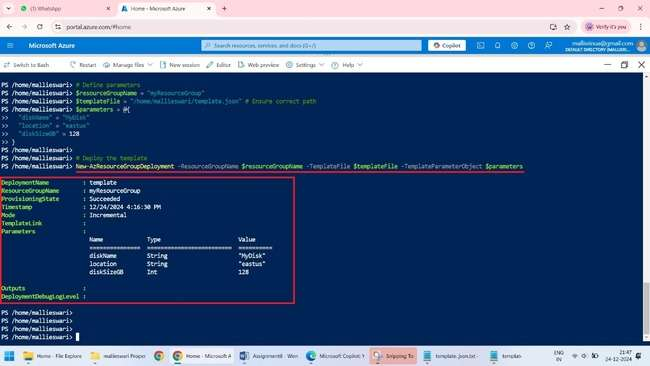 (1) WhatsApp
Home - Microsoft Azure
portal.azure.com/#home
Verify it's you
Microsoft Azure
Search resources, services, and docs (G+/)
Copilot
DEFAULT DIRECTORY
Switch to Bash
Restart
Manage files
New session
Editor
Web preview
Settings
Help
PS /home/mallieswari> # Define parameters
PS /home/mallieswari> $resourceGroupName = "myResourceGroup"
PS /home/mallieswari> $templateFile = "/home/mallieswari/template.json" # Ensure correct path
PS /home/mallieswari> $parameters = @{
>> "diskName" = "MyDisk"
>> "location" = "eastus"
>> "diskSizeGB" = 128
>> }
PS /home/mallieswari> # Deploy the template
PS /home/mallieswari> New-AzResourceGroupDeployment -ResourceGroupName $resourceGroupName -TemplateFile $templateFile -TemplateParameterObject $parameters
DeploymentName : template
ResourceGroupName : myResourceGroup
ProvisioningState : Succeeded
Timestamp : 12/24/2024 4:16:30 PM
Mode : Incremental
TemplateLink :
Parameters :
Name Type Value
=============== ========================= ==========
diskName String "MyDisk"
location String "eastus"
diskSizeGB Int 128
Outputs :
DeploymentDebugLogLevel :
PS /home/mallieswari>
PS /home/mallieswari>
PS /home/mallieswari>
PS /home/mallieswari>
Home - File Explore
mallieswari Proper
Home - Microsoft A
Assignment8 - Wor
Microsoft Copilot: Y
Snipping To
template.json.txt -
templat
ENG
IN
21:47
24-12-2024